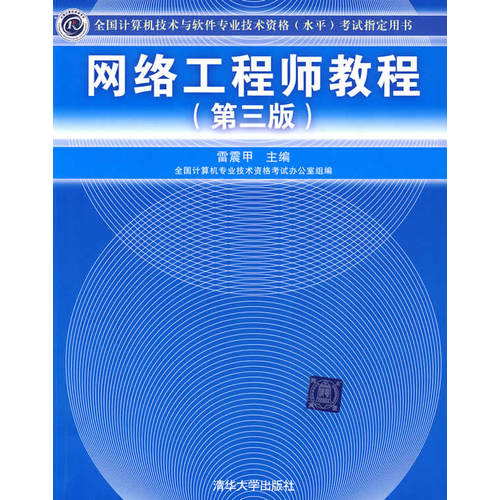 全国计算机技术与软件专业技术资格(水平)考试指定用书
网络工程师教程
(第三版)
雷震甲 主编
全国计算机专业技术资格考试办公室组编
清华大学出版社